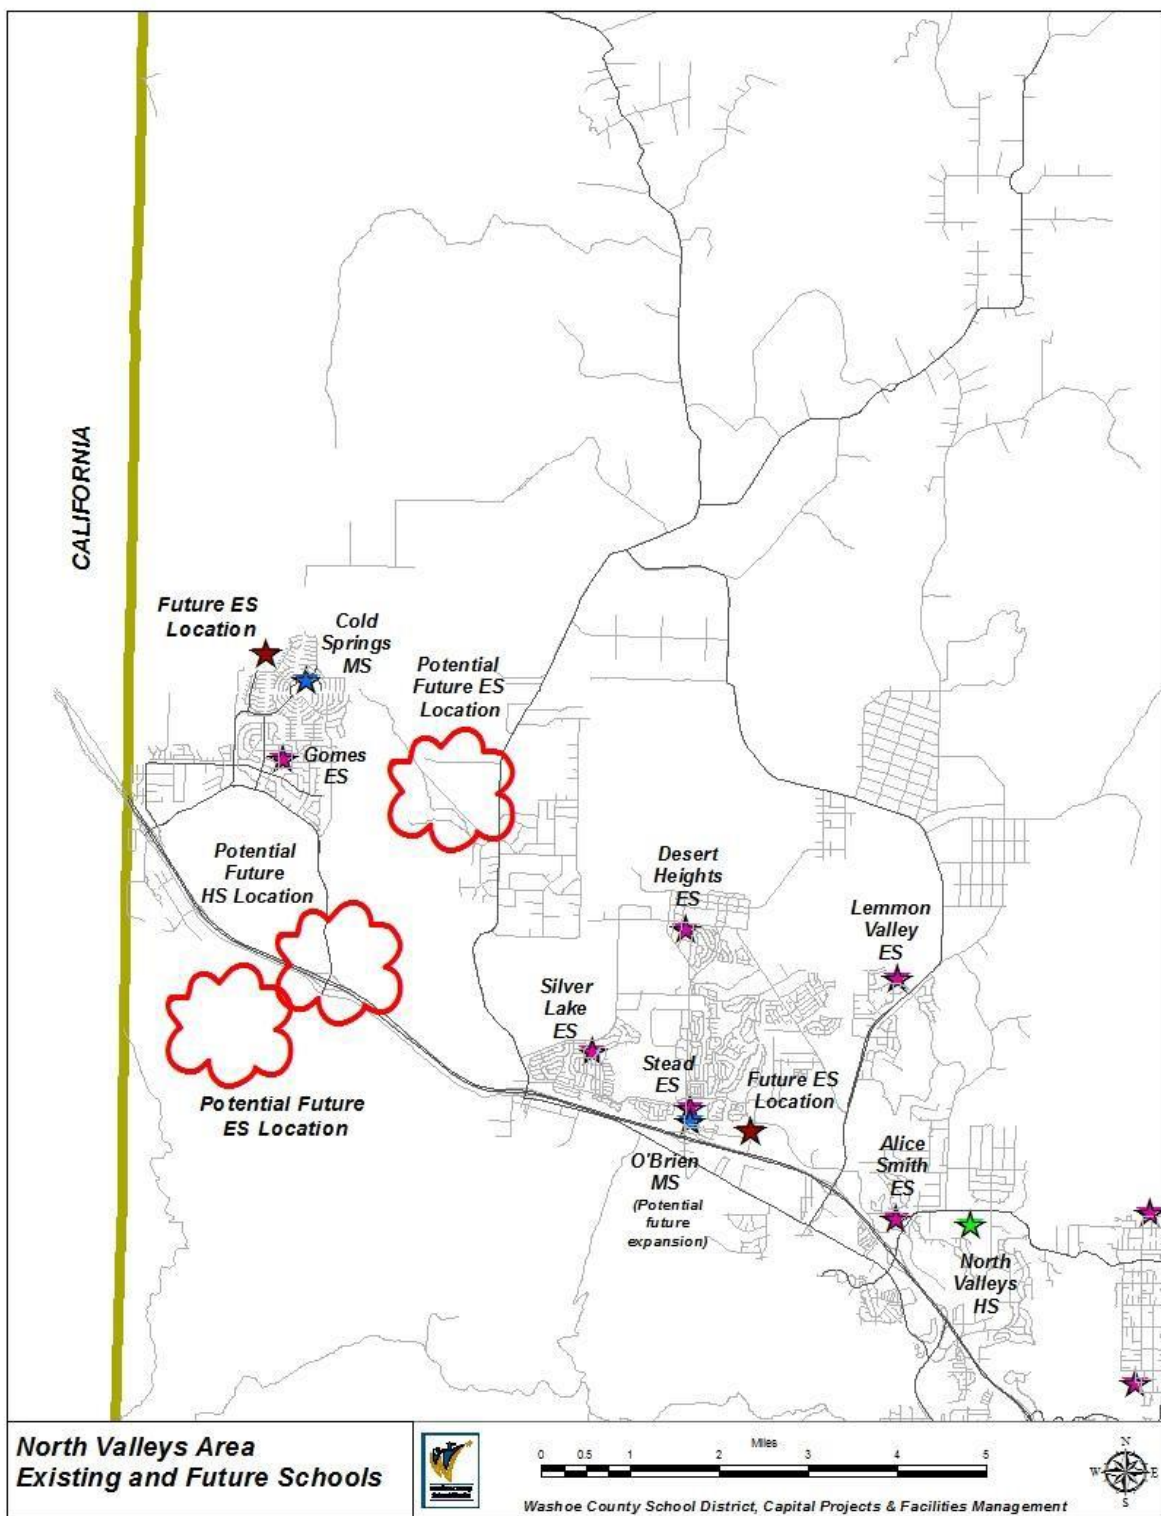 CALIFORNIA
Future ES
Location
Cold
Springs
MS
Potential
Future ES
Location
Gomes
ES
Potential
Future
HS Location
Desert
Heights
ES
Lemmon
Valley
ES
Silver
Lake
ES
Stead
ES
Future ES
Location
Potential Future
ES Location
O'Brien
MS
(Potential
future
expansion)
Alice
Smith
ES
North
Valleys
HS
North Valleys Area
Existing and Future Schools
Miles
0 0.5 1 2 3 4 5
Washoe County School District, Capital Projects & Facilities Management
N
W E
S